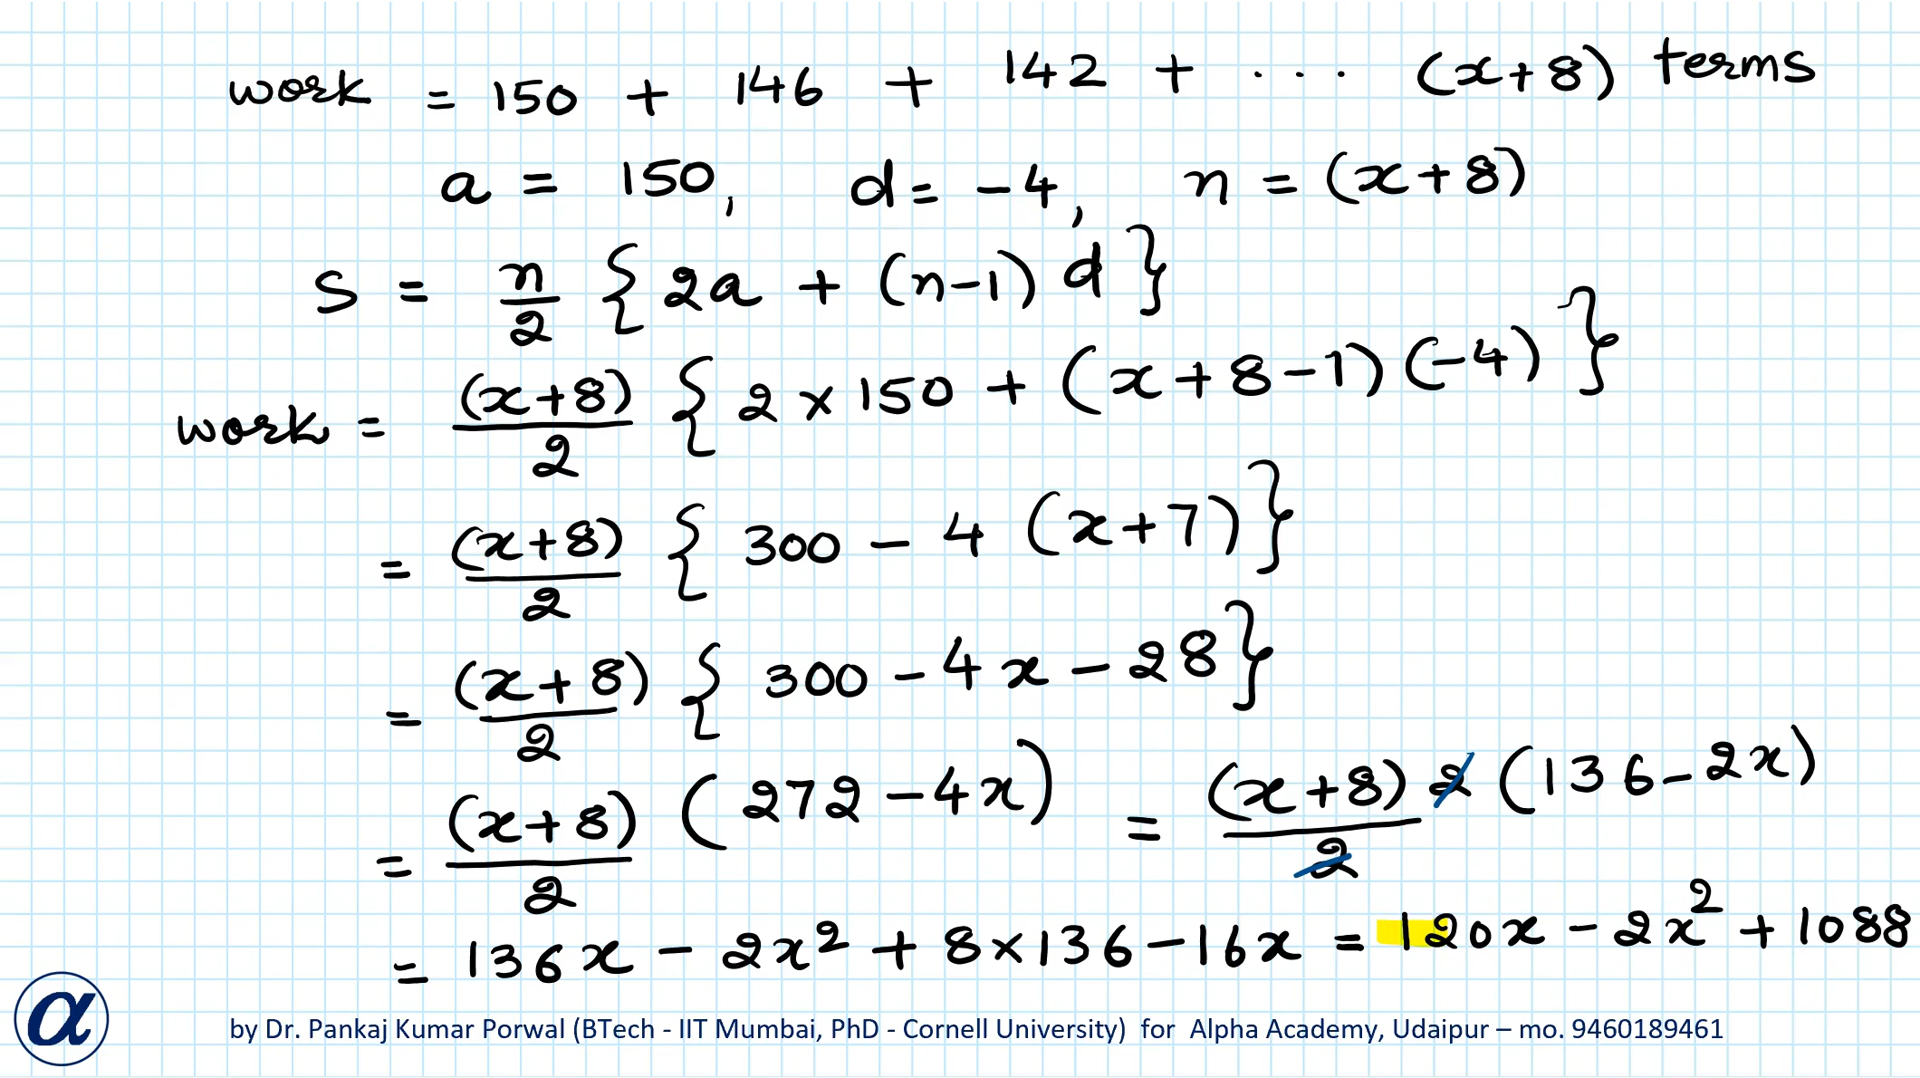 work = 150 + 146 + 142 + ... (x+8) terms
a = 150, d = -4, n = (x+8)
S = n/2 { 2a + (n-1) d }
work = (x+8)/2 { 2 × 150 + (x+8-1) (-4) }
= (x+8)/2 { 300 - 4 (x+7) }
= (x+8)/2 { 300 - 4x - 28 }
= (x+8)/2 (272 - 4x) = (x+8) 2/2 (136 - 2x)
= 136x - 2x² + 8×136 - 16x = 120x - 2x² + 1088
α by Dr. Pankaj Kumar Porwal (BTech - IIT Mumbai, PhD - Cornell University) for Alpha Academy, Udaipur – mo. 9460189461